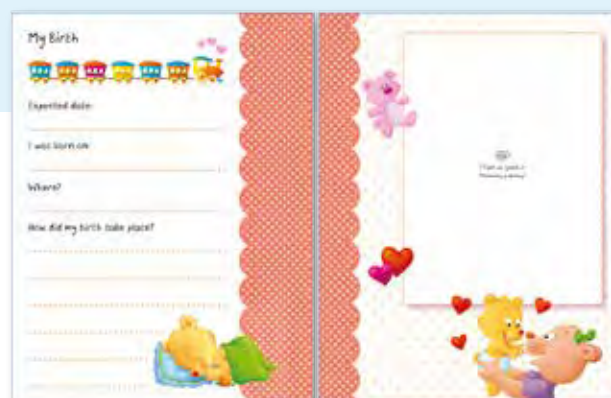 My Birth
Expected date:
I was born on:
Where?
How did my birth take place?